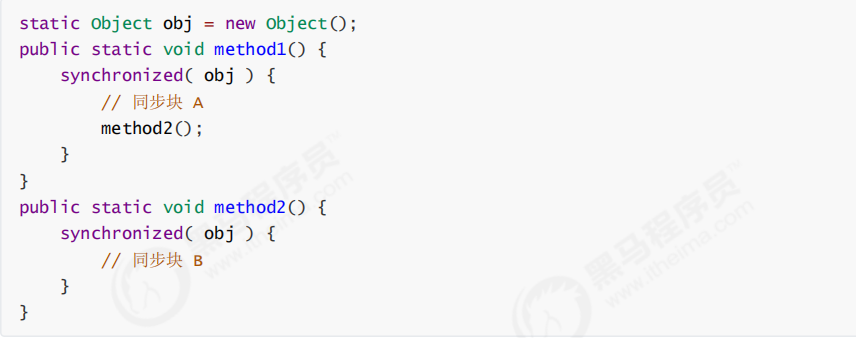 static Object obj = new Object();
public static void method1() {
    synchronized( obj ) {
        // 同步块 A
        method2();
    }
}
public static void method2() {
    synchronized( obj ) {
        // 同步块 B
    }
}
黑马程序员
www.itheima.com
黑马程序员
www.itheima.com